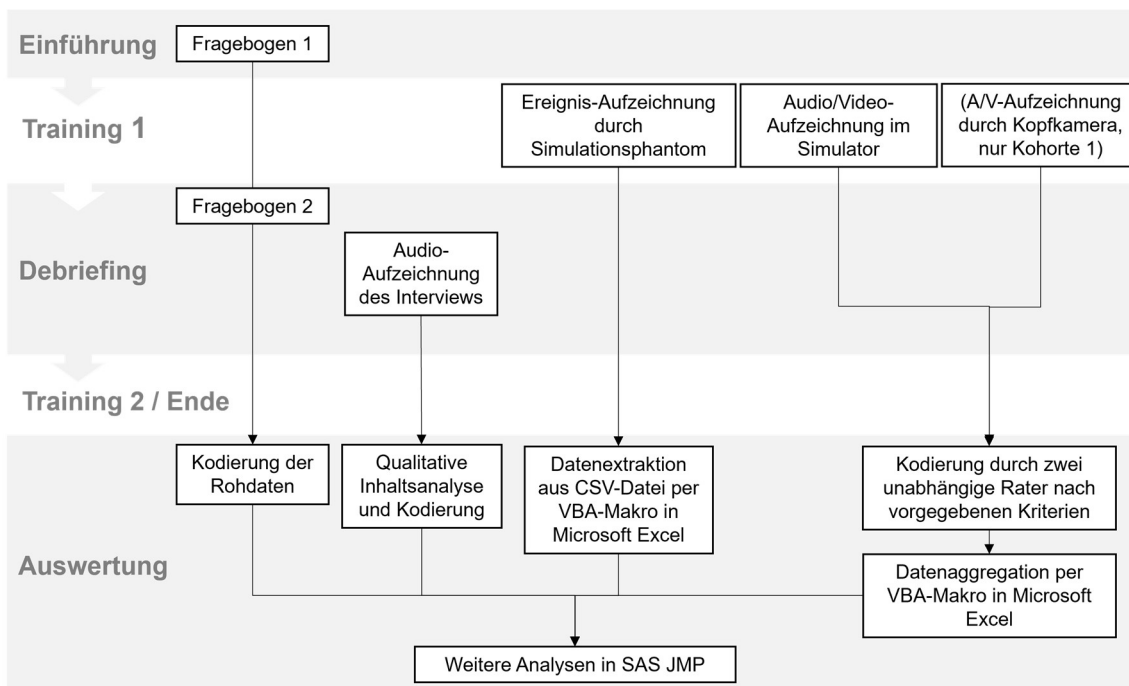 Einführung
Fragebogen 1
Training 1
Ereignis-Aufzeichnung
durch
Simulationsphantom
Audio/Video-
Aufzeichnung im
Simulator
(A/V-Aufzeichnung
durch Kopfkamera,
nur Kohorte 1)
Fragebogen 2
Debriefing
Audio-
Aufzeichnung
des Interviews
Training 2 / Ende
Auswertung
Kodierung der
Rohdaten
Qualitative
Inhaltsanalyse
und Kodierung
Datenextraktion
aus CSV-Datei per
VBA-Makro in
Microsoft Excel
Kodierung durch zwei
unabhängige Rater nach
vorgegebenen Kriterien
Datenaggregation per
VBA-Makro in Microsoft
Excel
Weitere Analysen in SAS JMP